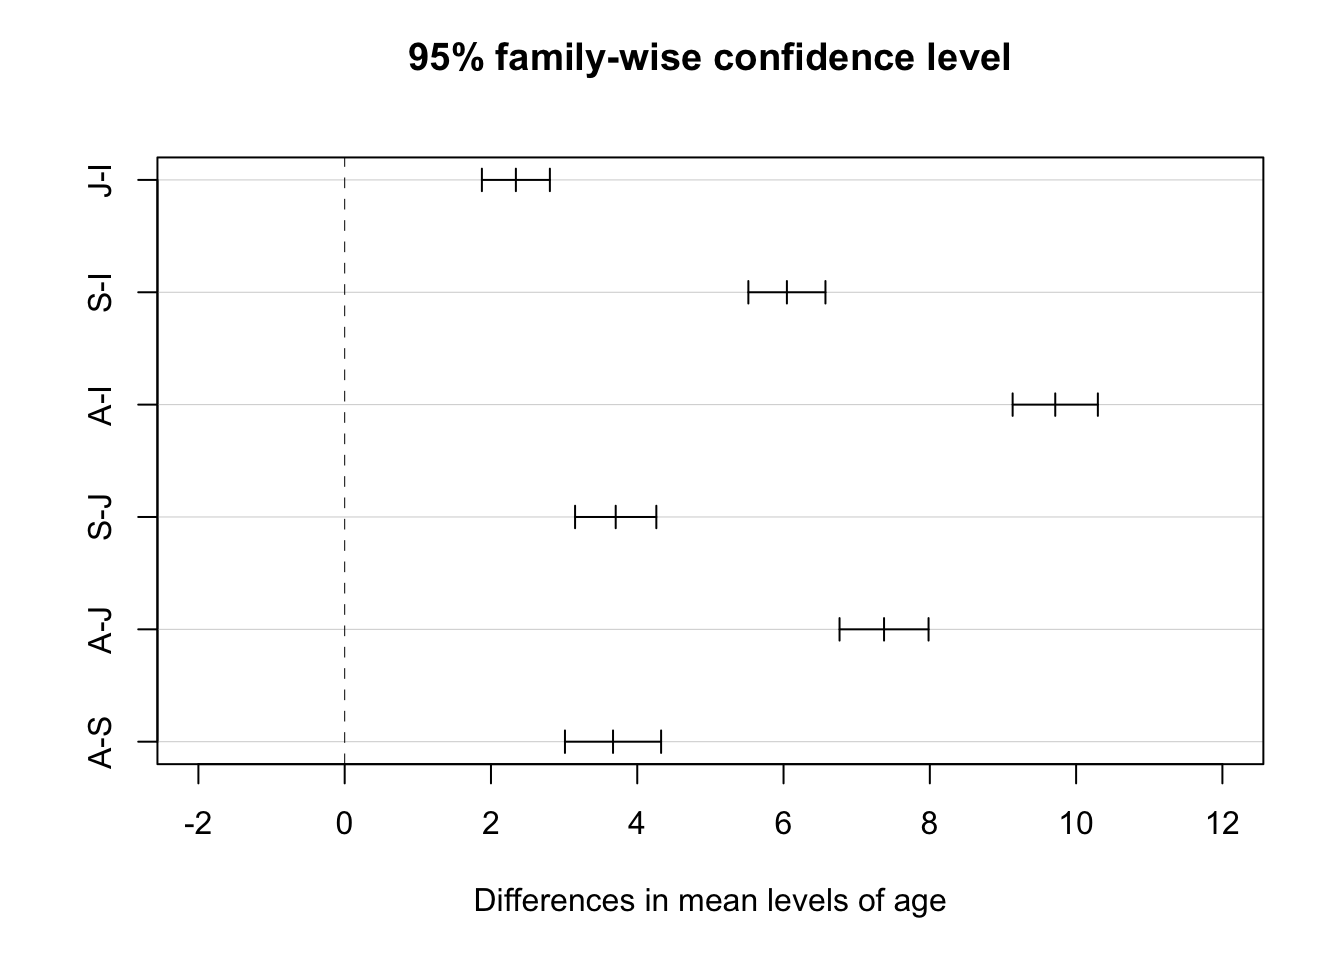 95% family-wise confidence level
J-I
S-I
A-I
S-J
A-J
A-S
-2 0 2 4 6 8 10 12
Differences in mean levels of age